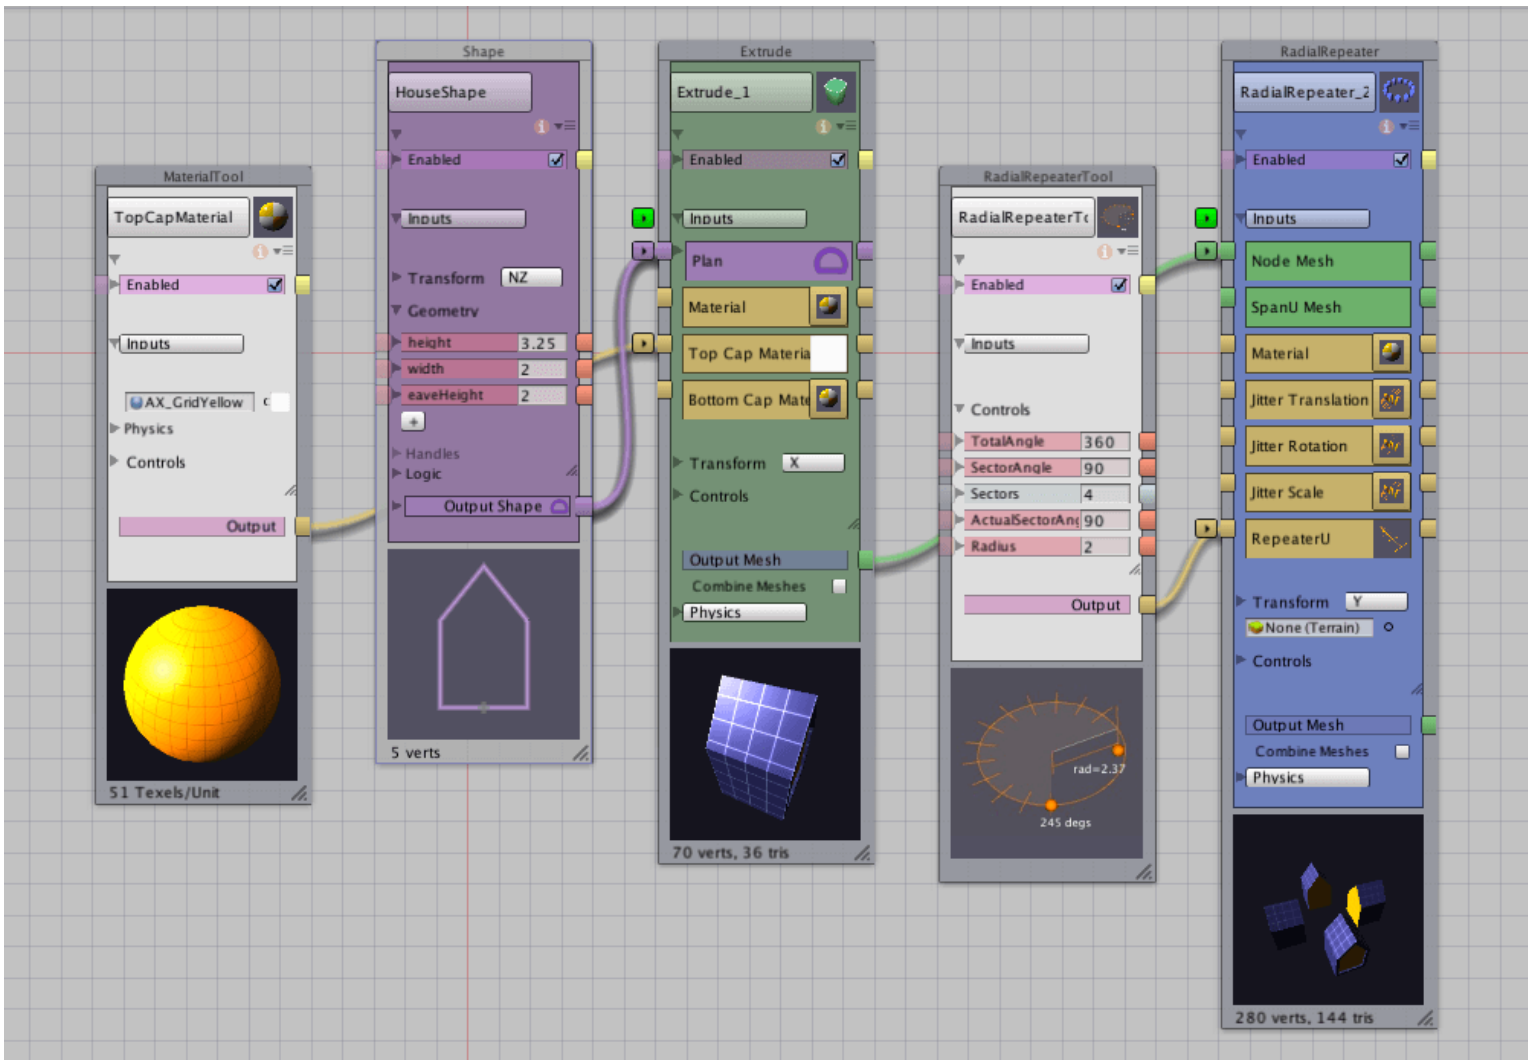 MaterialTool
TopCapMaterial
Enabled
Inputs
AX_GridYellow
Physics
Controls
Output
51 Texels/Unit
Shape
HouseShape
Enabled
Inputs
Transform NZ
Geometry
height 3.25
width 2
eaveHeight 2
+
Handles
Logic
Output Shape
5 verts
Extrude
Extrude_1
Enabled
Inputs
Plan
Material
Top Cap Materia
Bottom Cap Mate
Transform X
Controls
Output Mesh
Combine Meshes
Physics
70 verts, 36 tris
RadialRepeaterTool
RadialRepeaterTo
Enabled
Inputs
Controls
TotalAngle 360
SectorAngle 90
Sectors 4
ActualSectorAng 90
Radius 2
Output
rad=2.37
245 degs
RadialRepeater
RadialRepeater_2
Enabled
Inputs
Node Mesh
SpanU Mesh
Material
Jitter Translation
Jitter Rotation
Jitter Scale
RepeaterU
Transform Y
None (Terrain)
Controls
Output Mesh
Combine Meshes
Physics
280 verts, 144 tris